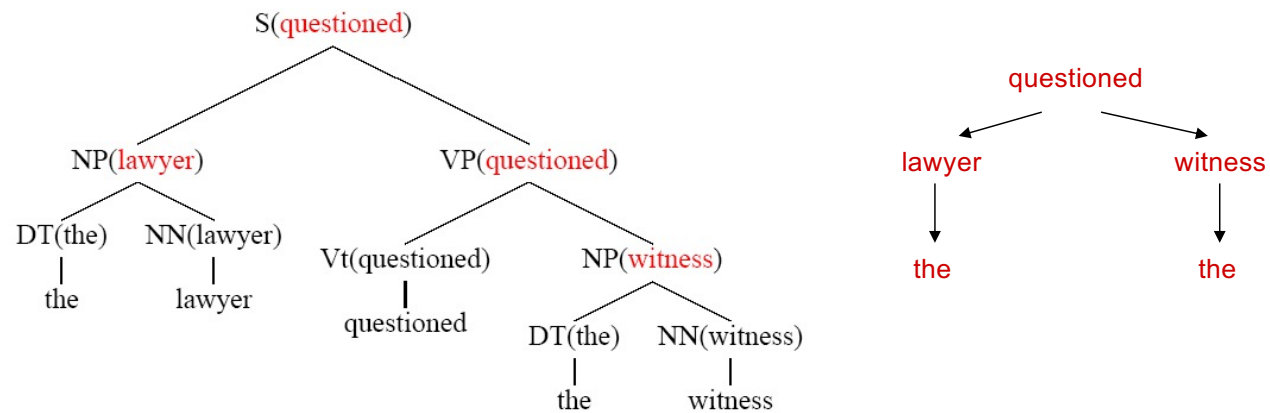 S(questioned)
NP(lawyer) VP(questioned)
DT(the) NN(lawyer) Vt(questioned) NP(witness)
the lawyer questioned DT(the) NN(witness)
the witness
questioned
lawyer witness
the the